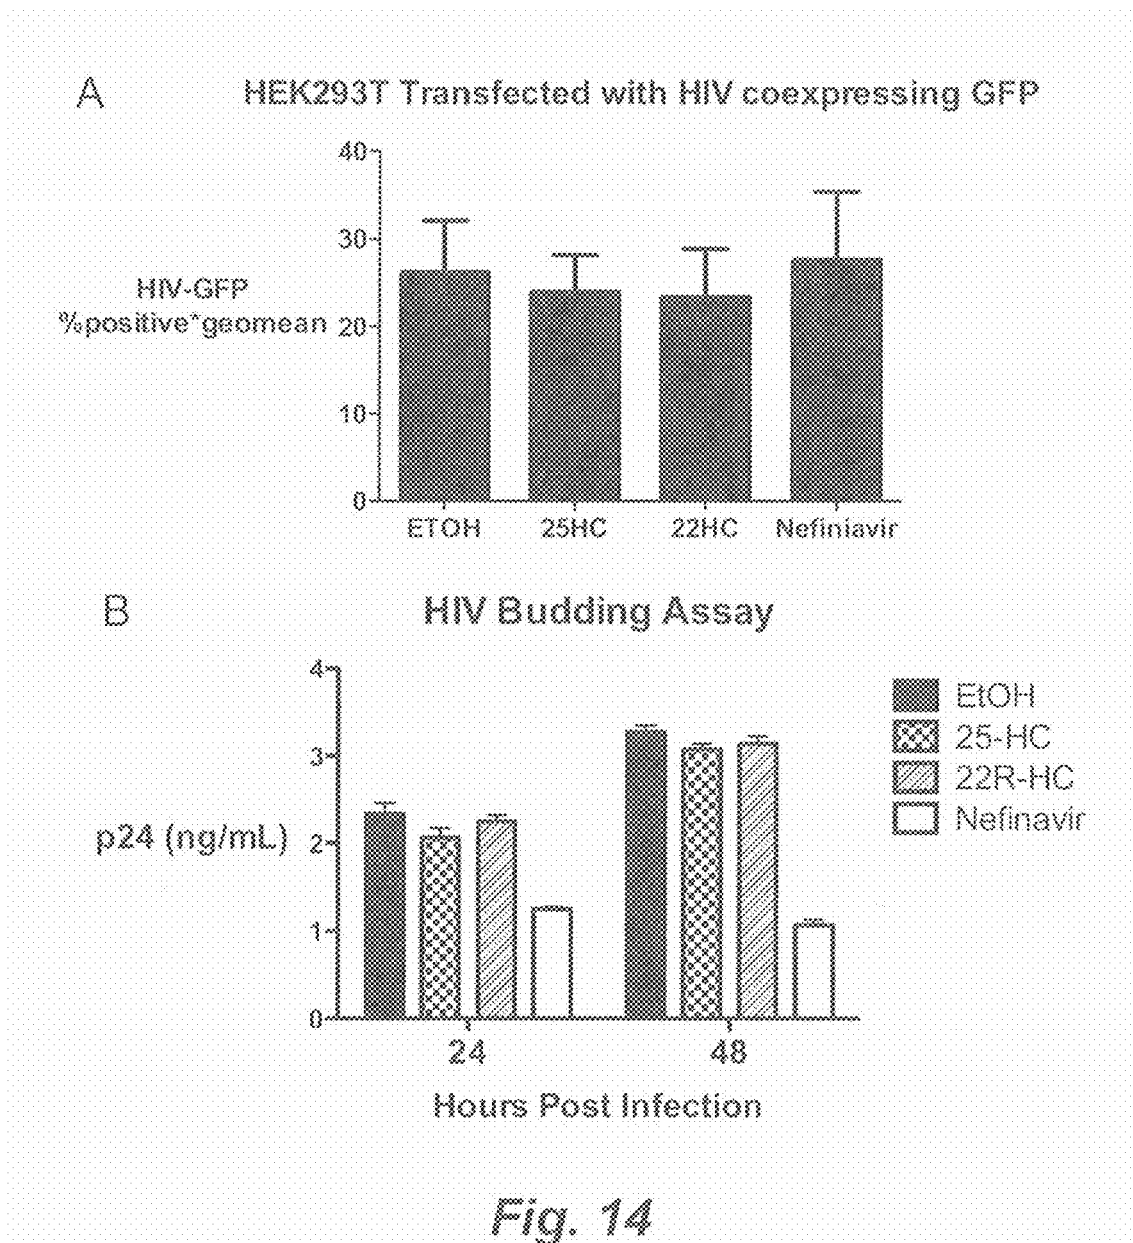 A
HEK293T Transfected with HIV coexpressing GFP
40
30
20
10
0
HIV-GFP
%positive*geomean
ETOH 25HC 22HC Nefiniavir
B
HIV Budding Assay
4
3
2
1
0
p24 (ng/mL)
EtOH
25-HC
22R-HC
Nefinavir
24 48
Hours Post Infection
Fig. 14